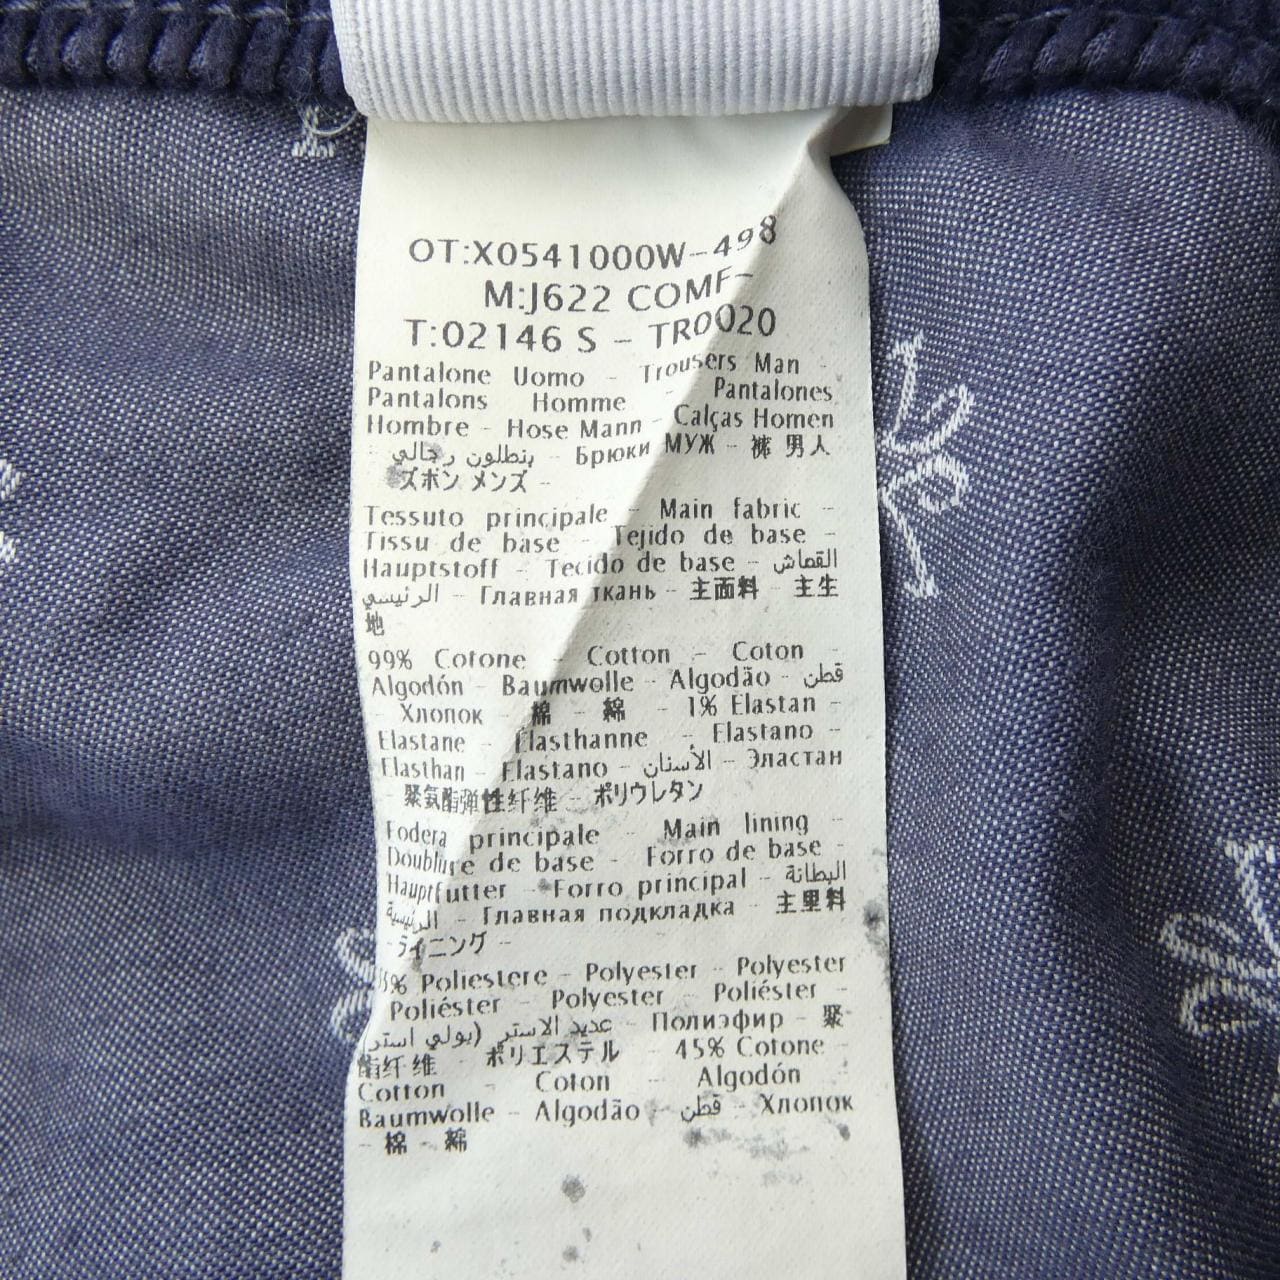 OT:X0541000W-498
M:J622 COMF-
T:02146 S - TR0020
Pantalone Uomo - Trousers Man -
Pantalons Homme - Pantalones
Hombre - Hose Mann - Calças Homen
بنطلون رجالي - Брюки МУЖ - 裤 男人
ズボン メンズ -
Tessuto principale - Main fabric -
Tissu de base - Tejido de base -
Hauptstoff - Tecido de base - القماش
الرئيسي - Главная ткань - 主面料 - 主生
地
99% Cotone - Cotton - Coton -
Algodón - Baumwolle - Algodão - قطن
- Хлопок - 棉 - 綿 - 1% Elastan -
Elastane - Elasthanne - Elastano -
Elasthan - Elastano - الأسنان - Эластан
- 聚氨酯弹性纤维 - ポリウレタン
Fodera principale - Main lining -
Doublure de base - Forro de base -
Hauptfutter - Forro principal - البطانة
الرئيسية - Главная подкладка - 主里料
- ライニング -
% Poliestere - Polyester - Polyester
Poliéster - Polyester - Poliéster -
عديد الاستر (بولي استر) - Полиэфир - 聚
酯纤维 - ポリエステル - 45% Cotone -
Cotton - Coton - Algodón
Baumwolle - Algodão - قطن - Хлопок
- 棉 - 綿